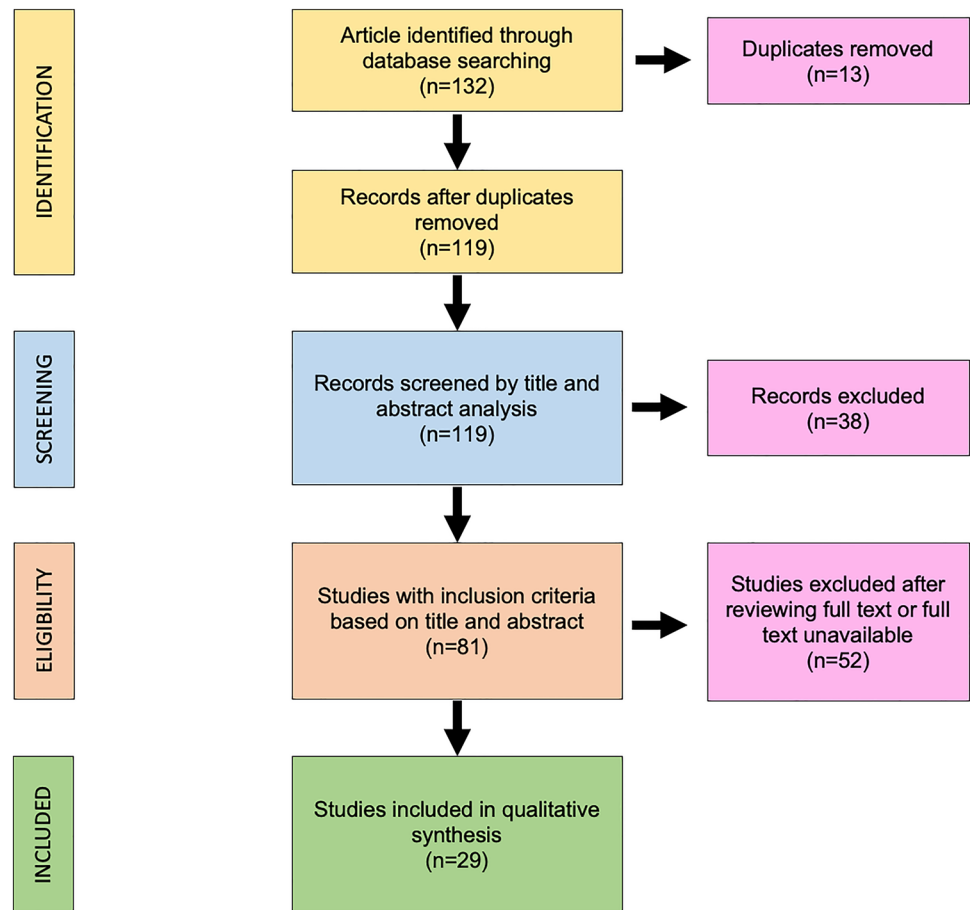 IDENTIFICATION
Article identified through
database searching
(n=132)
Duplicates removed
(n=13)
Records after duplicates
removed
(n=119)
SCREENING
Records screened by title and
abstract analysis
(n=119)
Records excluded
(n=38)
ELIGIBILITY
Studies with inclusion criteria
based on title and abstract
(n=81)
Studies excluded after
reviewing full text or full
text unavailable
(n=52)
INCLUDED
Studies included in qualitative
synthesis
(n=29)